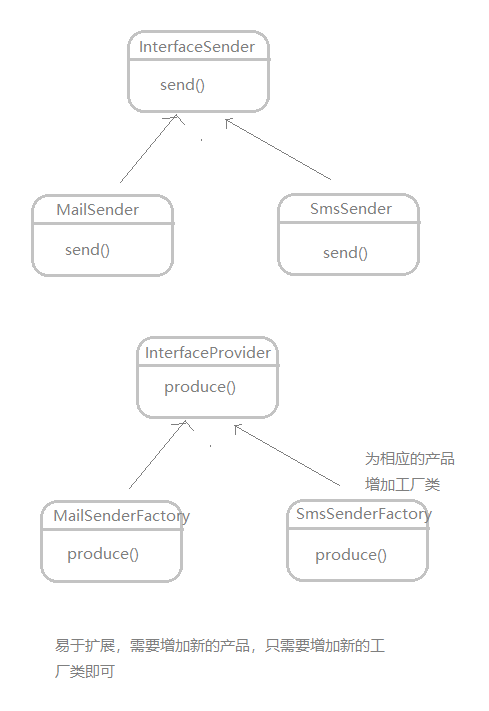 InterfaceSender
send()
MailSender
send()
SmsSender
send()
InterfaceProvider
produce()
为相应的产品
增加工厂类
MailSenderFactory
produce()
SmsSenderFactory
produce()
易于扩展，需要增加新的产品，只需要增加新的工
厂类即可